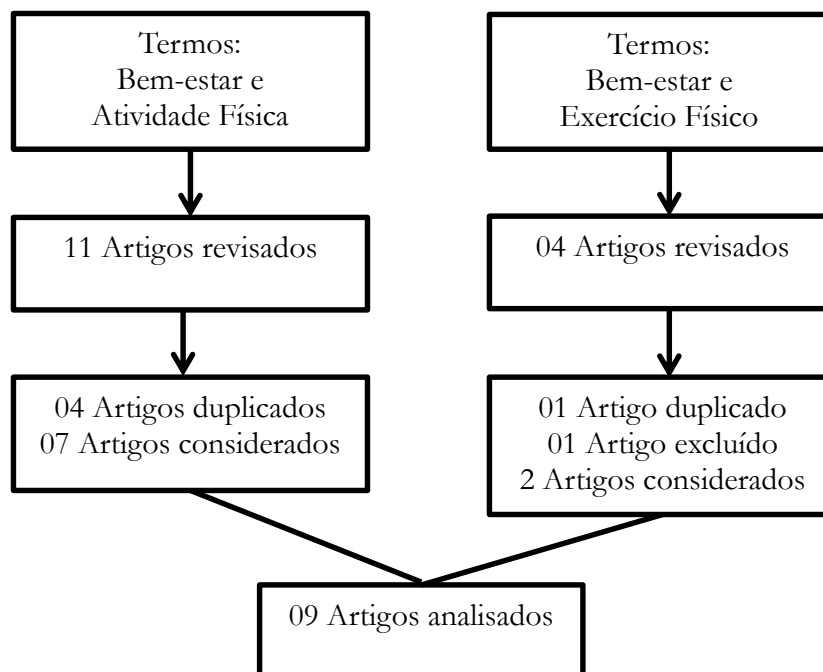 Termos:
Bem-estar e
Atividade Física
Termos:
Bem-estar e
Exercício Físico
11 Artigos revisados
04 Artigos revisados
04 Artigos duplicados
07 Artigos considerados
01 Artigo duplicado
01 Artigo excluído
2 Artigos considerados
09 Artigos analisados